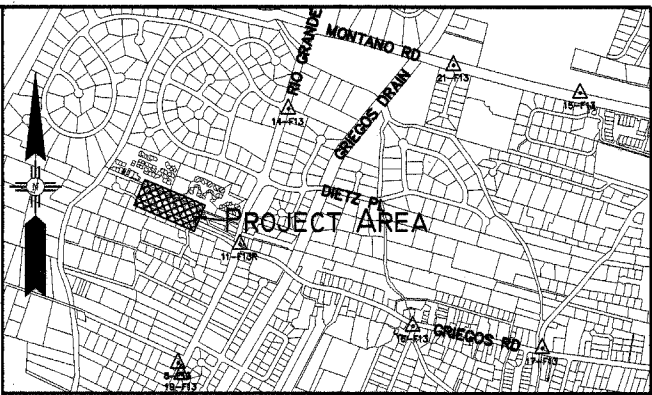 MONTANO RD
RIO GRANDE
21-F13
15-F13
14-F13
GRIEGOS DRAIN
DIETZ PL
N
PROJECT AREA
11-F13R
16-F13
GRIEGOS RD
17-F13
19-F13